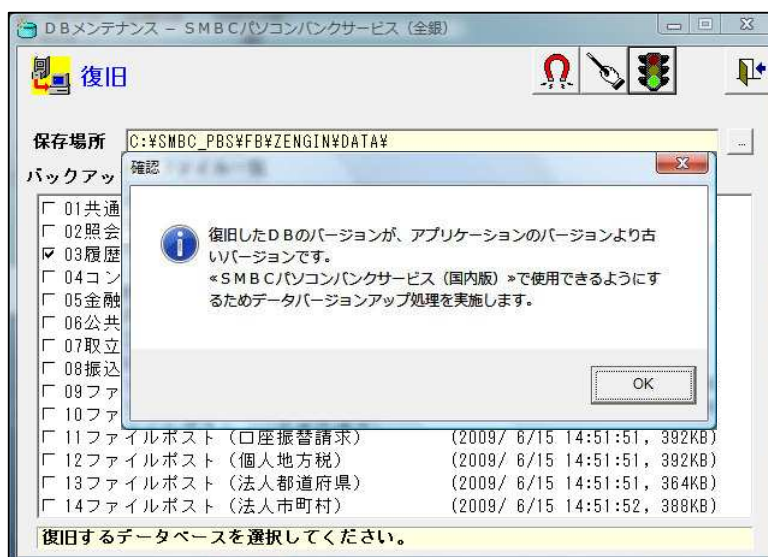 DBメンテナンス － SMBCパソコンバンクサービス（全銀）
復旧
保存場所 C:¥SMBC_PBS¥FB¥ZENGIN¥DATA¥ ...
バックアッ
確認
01共通
02照会
03履歴
04コン
05金融
06公共
07取立
08振込
09ファ
10ファ
復旧したDBのバージョンが、アプリケーションのバージョンより古
いバージョンです。
≪SMBCパソコンバンクサービス（国内版）≫で使用できるようにす
るためデータバージョンアップ処理を実施します。
OK
11ファイルポスト（口座振替請求） (2009/ 6/15 14:51:51, 392KB)
12ファイルポスト（個人地方税） (2009/ 6/15 14:51:51, 392KB)
13ファイルポスト（法人都道府県） (2009/ 6/15 14:51:51, 364KB)
14ファイルポスト（法人市町村） (2009/ 6/15 14:51:52, 388KB)
復旧するデータベースを選択してください。